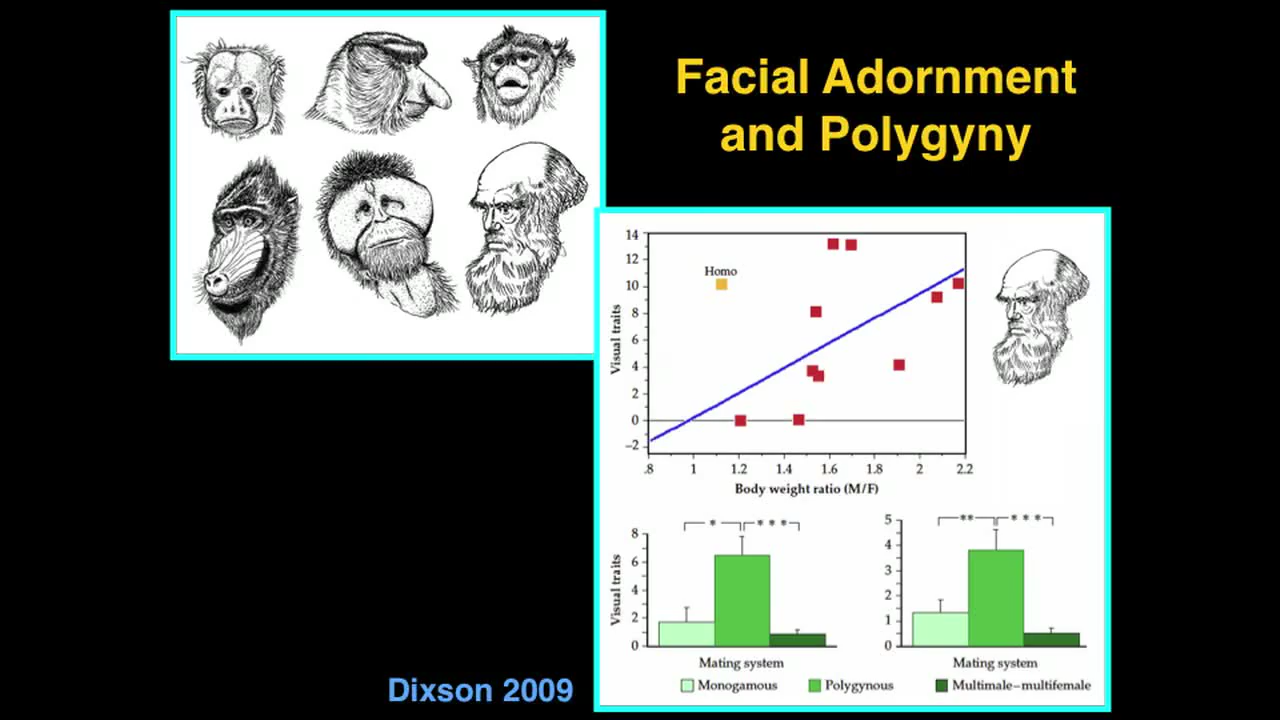 Facial Adornment
and Polygyny
14
12
10
8
6
4
2
0
–2
Visual traits
Homo
.8 1 1.2 1.4 1.6 1.8 2 2.2
Body weight ratio (M/F)
8
6
4
2
0
Visual traits
* * * *
Mating system
5
4
3
2
1
0
** * * *
Mating system
Monogamous Polygynous Multimale–multifemale
Dixson 2009